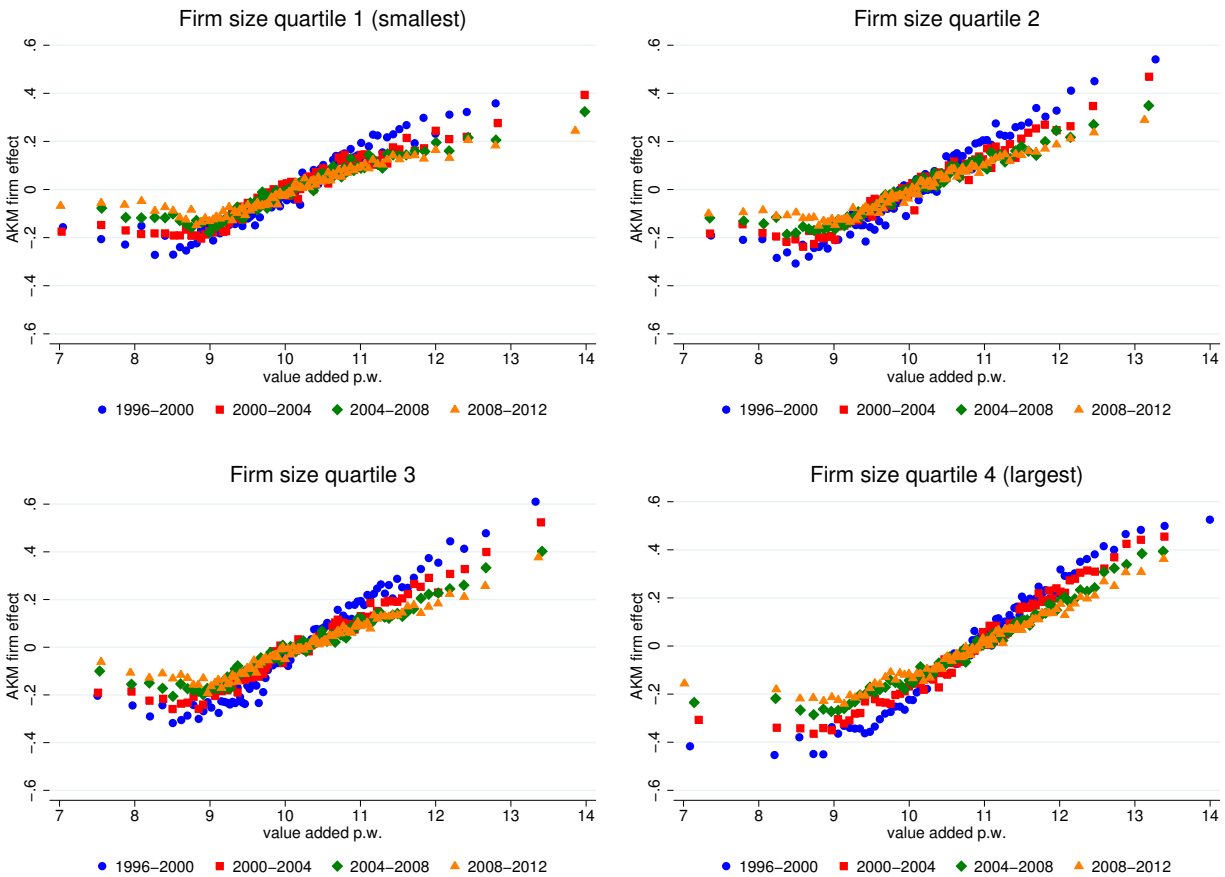 Firm size quartile 1 (smallest)
AKM firm effect
.6
.4
.2
0
−.2
−.4
−.6
7 8 9 10 11 12 13 14
value added p.w.
1996−2000 2000−2004 2004−2008 2008−2012
Firm size quartile 2
AKM firm effect
.6
.4
.2
0
−.2
−.4
−.6
7 8 9 10 11 12 13 14
value added p.w.
1996−2000 2000−2004 2004−2008 2008−2012
Firm size quartile 3
AKM firm effect
.6
.4
.2
0
−.2
−.4
−.6
7 8 9 10 11 12 13 14
value added p.w.
1996−2000 2000−2004 2004−2008 2008−2012
Firm size quartile 4 (largest)
AKM firm effect
.6
.4
.2
0
−.2
−.4
−.6
7 8 9 10 11 12 13 14
value added p.w.
1996−2000 2000−2004 2004−2008 2008−2012